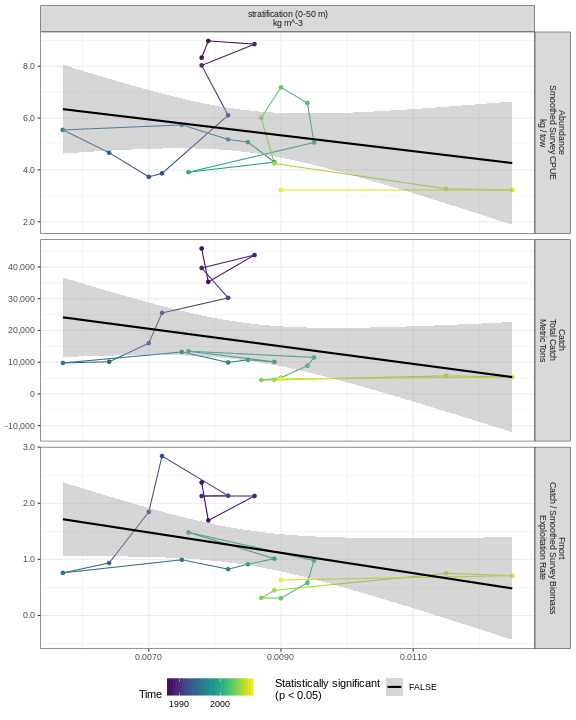 stratification (0-50 m)
kg m^-3
8.0
6.0
4.0
2.0
Abundance
Smoothed Survey CPUE
kg / tow
40,000
30,000
20,000
10,000
0
-10,000
Catch
Total Catch
Metric Tons
3.0
2.0
1.0
0.0
Fmort
Catch / Smoothed Survey Biomass
Exploitation Rate
0.0070
0.0090
0.0110
Time
1990
2000
Statistically significant
(p < 0.05)
FALSE